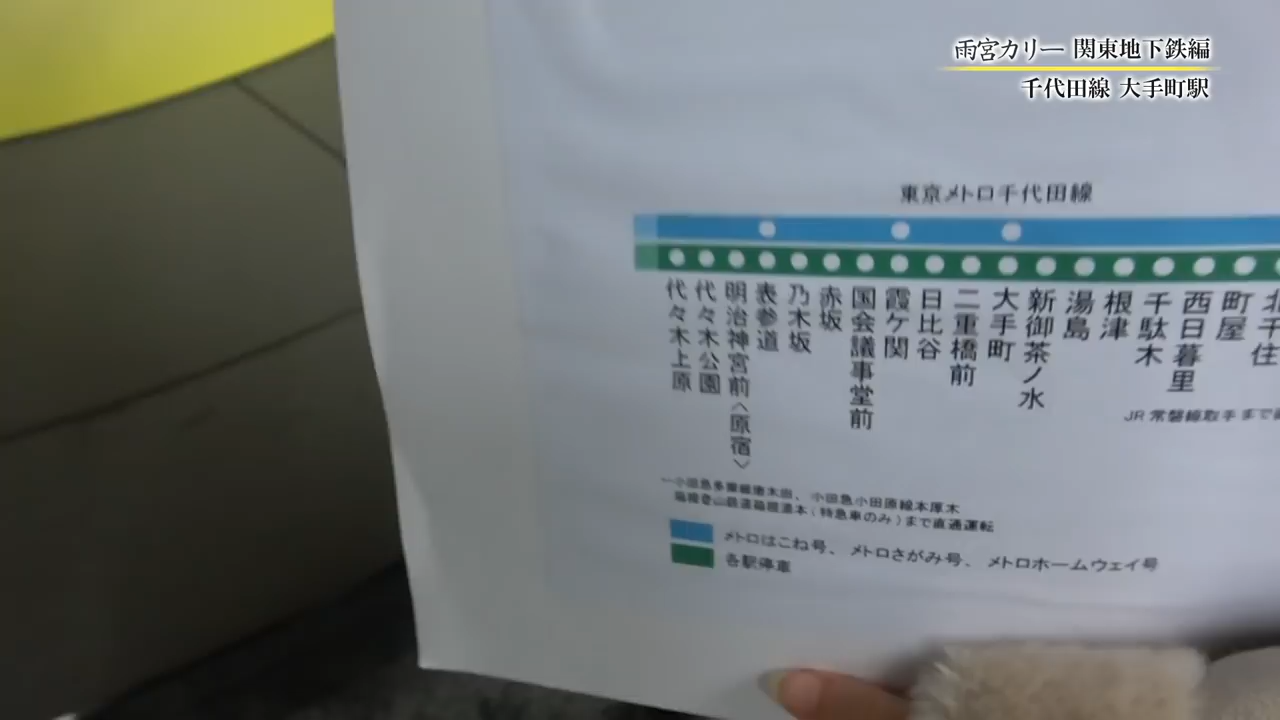 雨宮カリー 関東地下鉄編
千代田線 大手町駅
東京メトロ千代田線
代々木上原
代々木公園
明治神宮前〈原宿〉
表参道
乃木坂
赤坂
国会議事堂前
霞ケ関
日比谷
二重橋前
大手町
新御茶ノ水
湯島
根津
千駄木
西日暮里
町屋
北千住
JR常磐線取手まで
←小田急多摩線唐木田、小田急小田原線本厚木
箱根登山鉄道箱根湯本(特急車のみ)まで直通運転
メトロはこね号、メトロさがみ号、メトロホームウェイ号
各駅停車